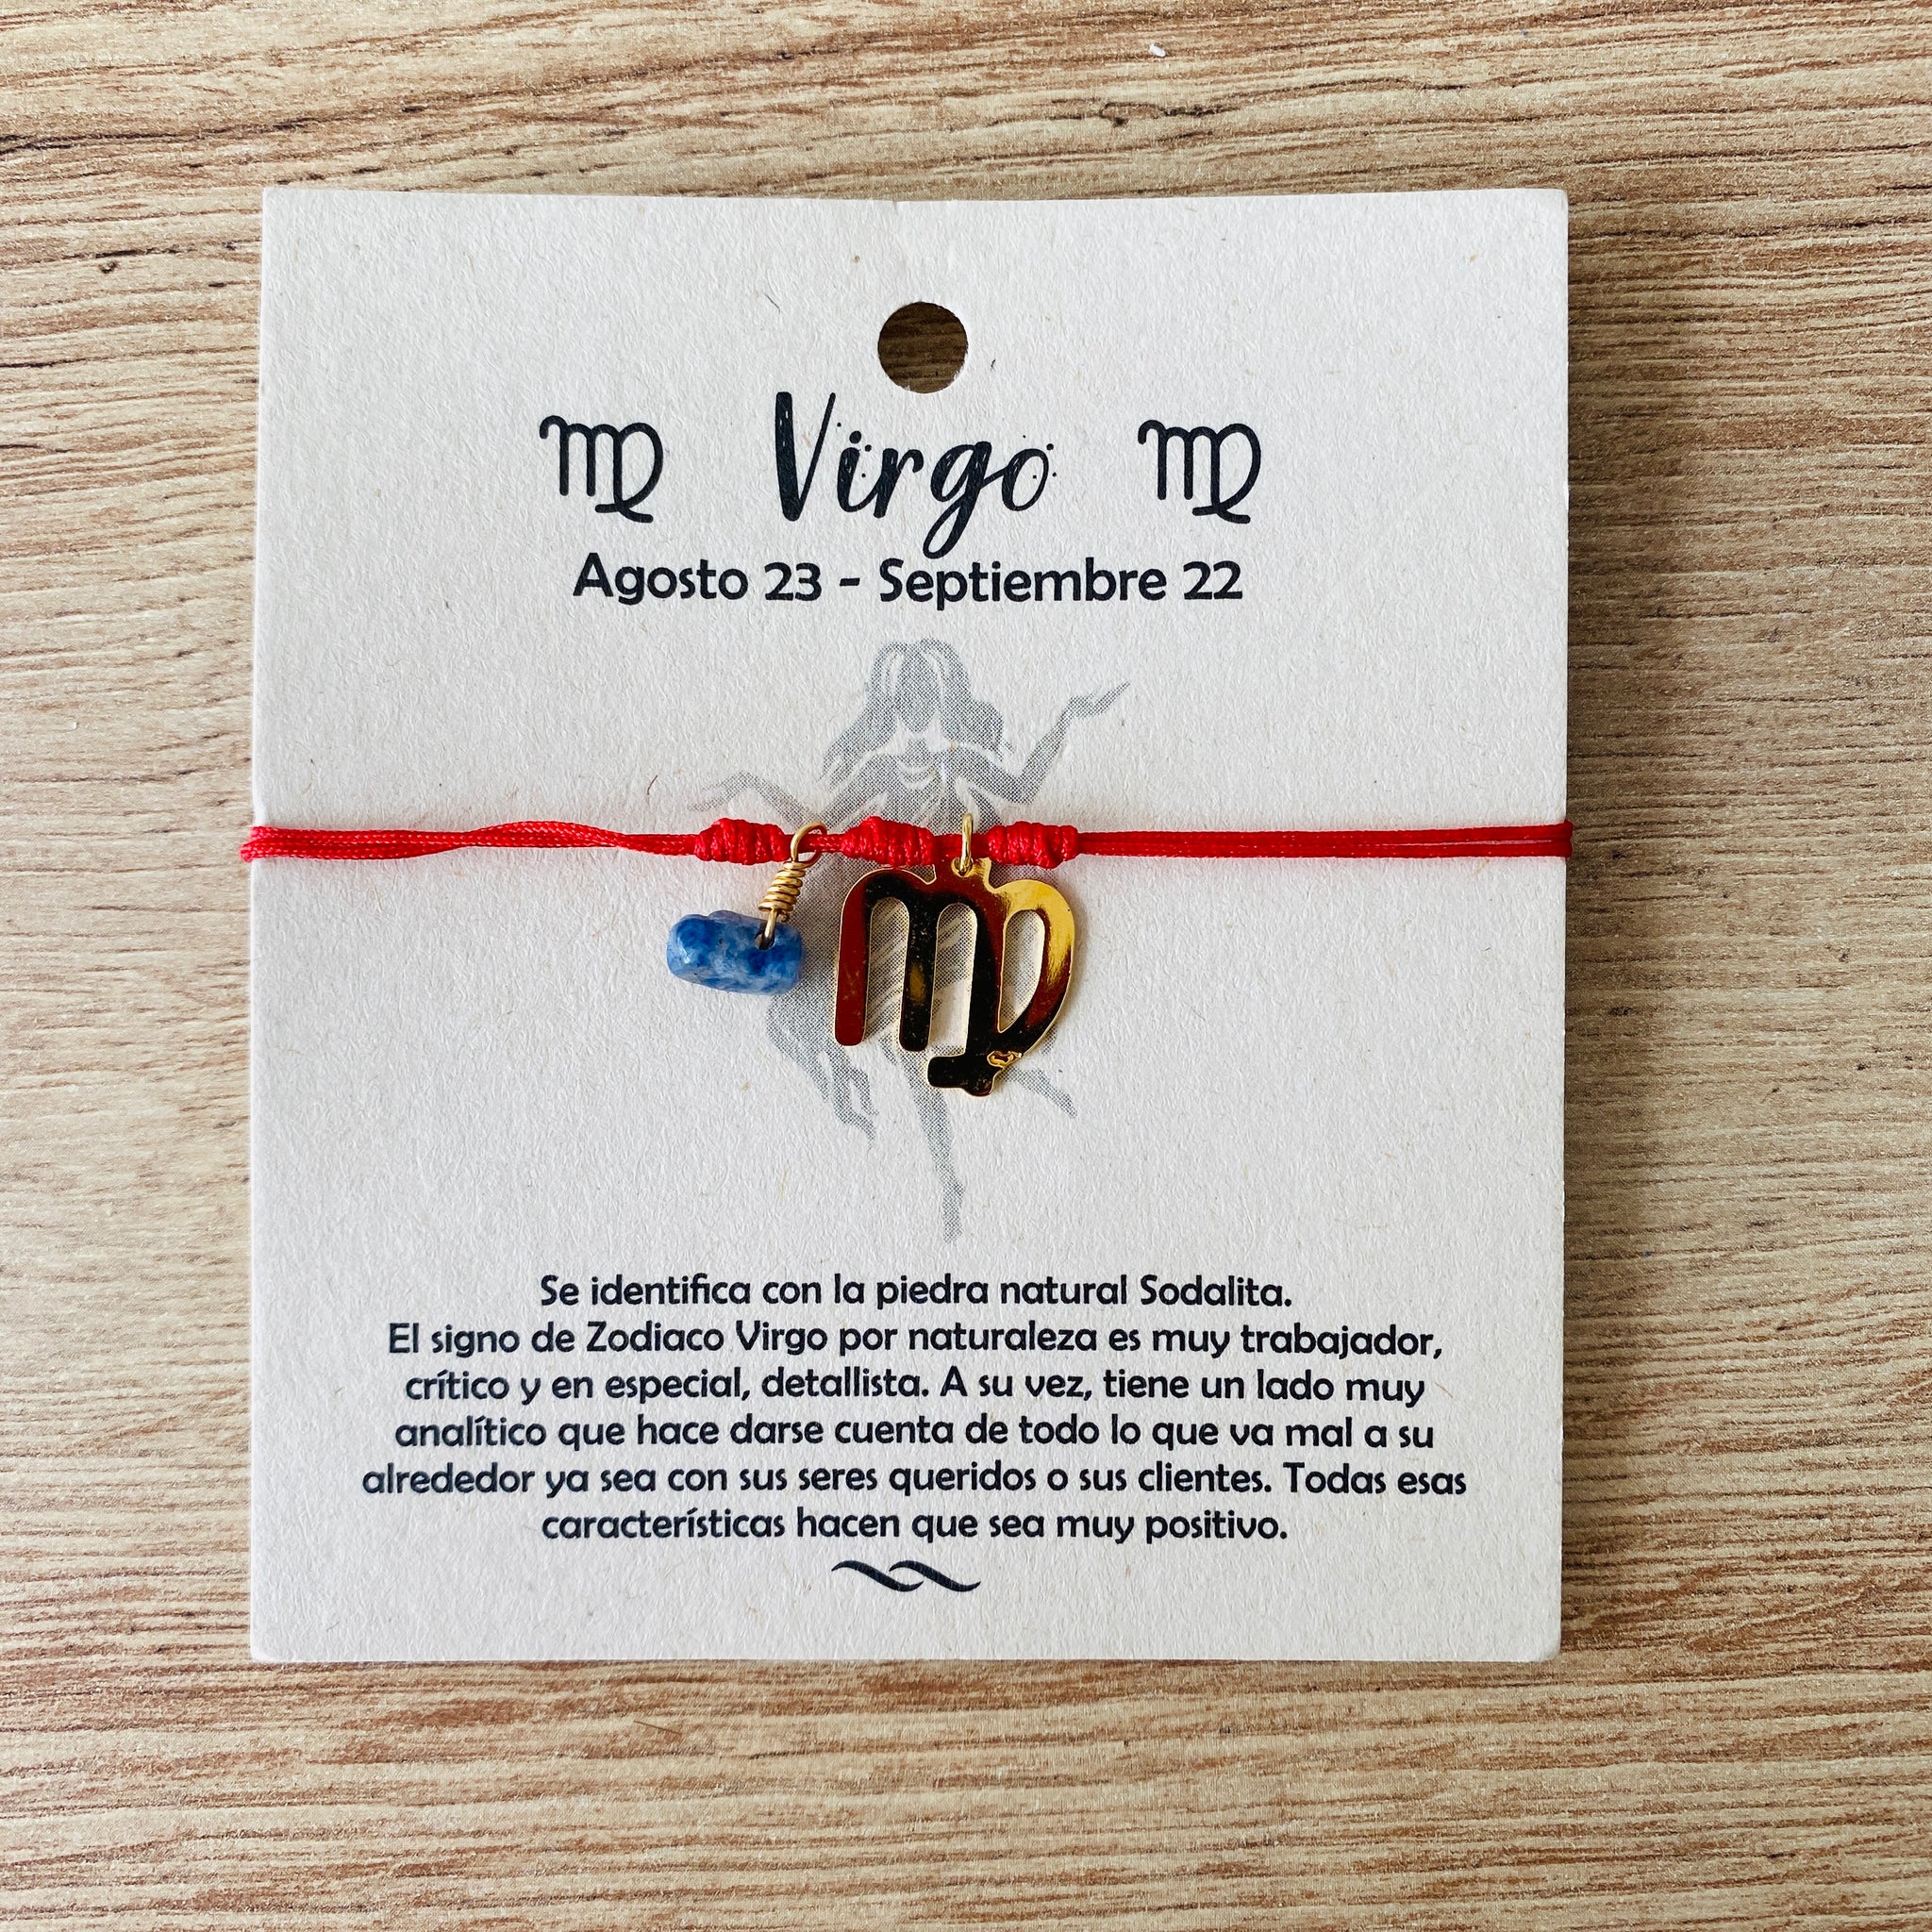 ♍ Virgo ♍
Agosto 23 - Septiembre 22
Se identifica con la piedra natural Sodalita.
El signo de Zodiaco Virgo por naturaleza es muy trabajador,
crítico y en especial, detallista. A su vez, tiene un lado muy
analítico que hace darse cuenta de todo lo que va mal a su
alrededor ya sea con sus seres queridos o sus clientes. Todas esas
características hacen que sea muy positivo.